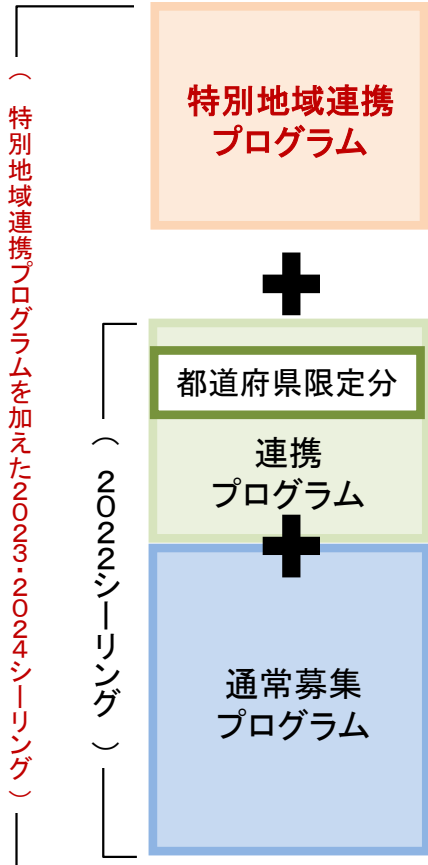 （特別地域連携プログラムを加えた2023・2024シーリング）
特別地域連携
プログラム
（2022シーリング）
都道府県限定分
連携
プログラム
通常募集
プログラム